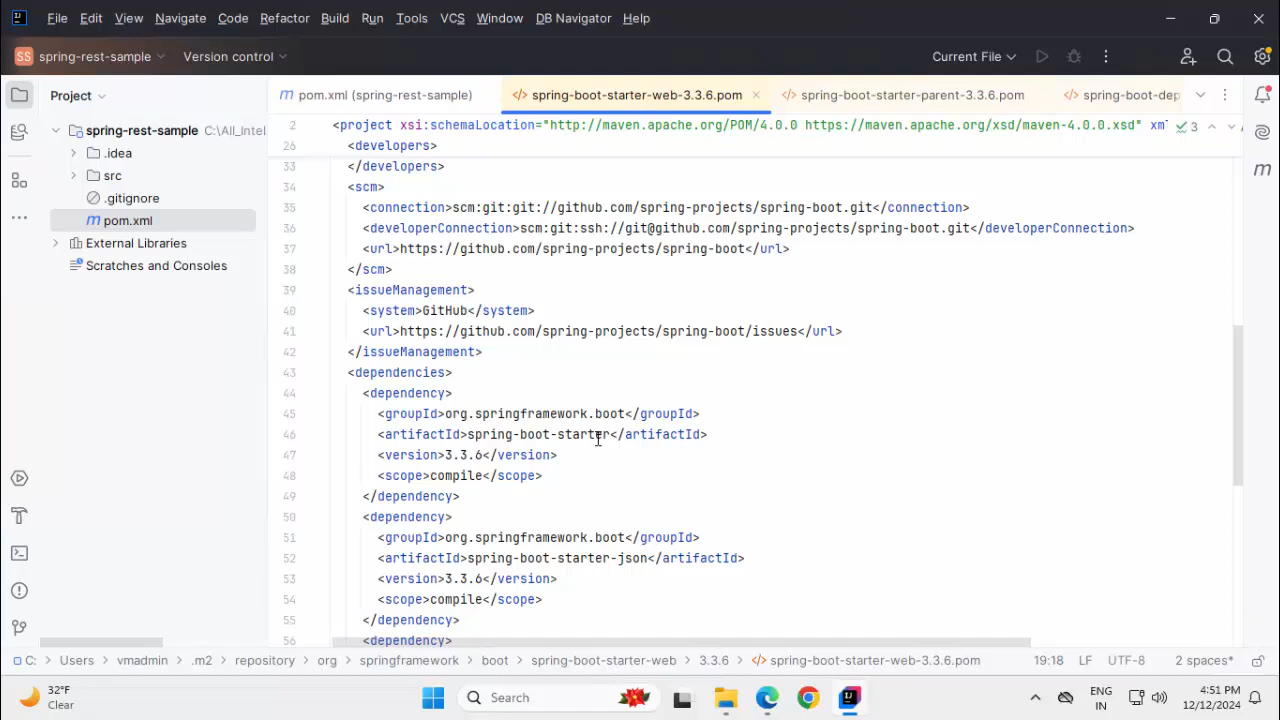 File Edit View Navigate Code Refactor Build Run Tools VCS Window DB Navigator Help
SS spring-rest-sample Version control Current File
Project
pom.xml (spring-rest-sample) spring-boot-starter-web-3.3.6.pom spring-boot-starter-parent-3.3.6.pom spring-boot-dep
spring-rest-sample C:\All_Intel
.idea
src
.gitignore
pom.xml
External Libraries
Scratches and Consoles
2 <project xsi:schemaLocation="http://maven.apache.org/POM/4.0.0 https://maven.apache.org/xsd/maven-4.0.0.xsd" xml 3
26 <developers>
33 </developers>
34 <scm>
35 <connection>scm:git:git://github.com/spring-projects/spring-boot.git</connection>
36 <developerConnection>scm:git:ssh://git@github.com/spring-projects/spring-boot.git</developerConnection>
37 <url>https://github.com/spring-projects/spring-boot</url>
38 </scm>
39 <issueManagement>
40 <system>GitHub</system>
41 <url>https://github.com/spring-projects/spring-boot/issues</url>
42 </issueManagement>
43 <dependencies>
44 <dependency>
45 <groupId>org.springframework.boot</groupId>
46 <artifactId>spring-boot-starter</artifactId>
47 <version>3.3.6</version>
48 <scope>compile</scope>
49 </dependency>
50 <dependency>
51 <groupId>org.springframework.boot</groupId>
52 <artifactId>spring-boot-starter-json</artifactId>
53 <version>3.3.6</version>
54 <scope>compile</scope>
55 </dependency>
56 <dependency>
C: Users vmadmin .m2 repository org springframework boot spring-boot-starter-web 3.3.6 spring-boot-starter-web-3.3.6.pom 19:18 LF UTF-8 2 spaces*
32°F
Clear
Search
ENG
IN
4:51 PM
12/12/2024